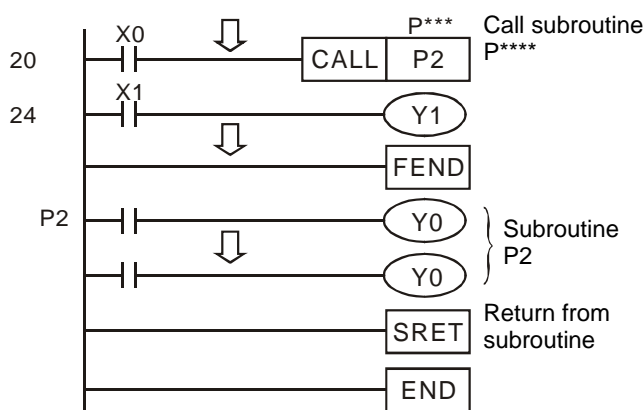 P***
Call subroutine
P****
20 X0 CALL P2
24 X1 Y1
FEND
P2 Y0
Subroutine
P2
Y0
Return from
subroutine
SRET
END